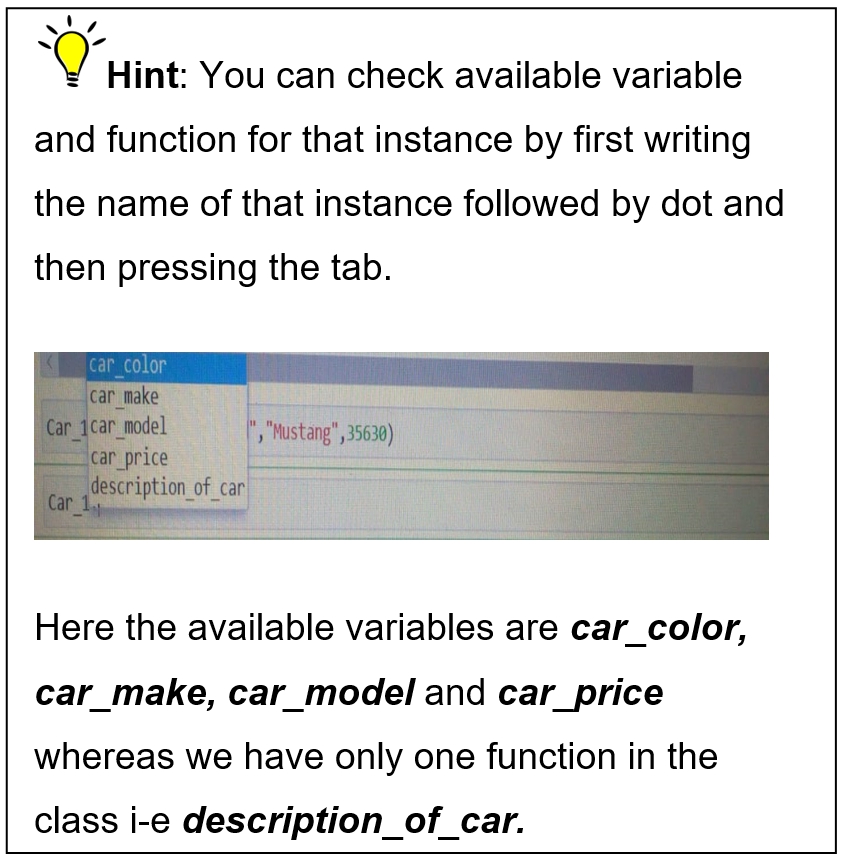 Hint: You can check available variable
and function for that instance by first writing
the name of that instance followed by dot and
then pressing the tab.
car_color
car_make
Car_1 car_model ","Mustang",35630)
car_price
description_of_car
Car_1.
Here the available variables are car_color,
car_make, car_model and car_price
whereas we have only one function in the
class i-e description_of_car.